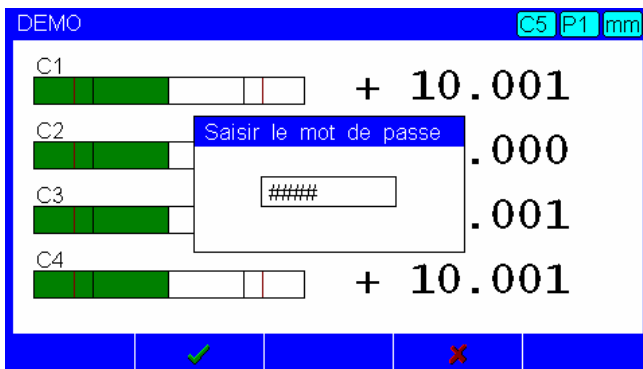 DEMO C5 P1 mm
C1
+ 10.001
C2
Saisir le mot de passe
.000
####
C3
.001
C4
+ 10.001